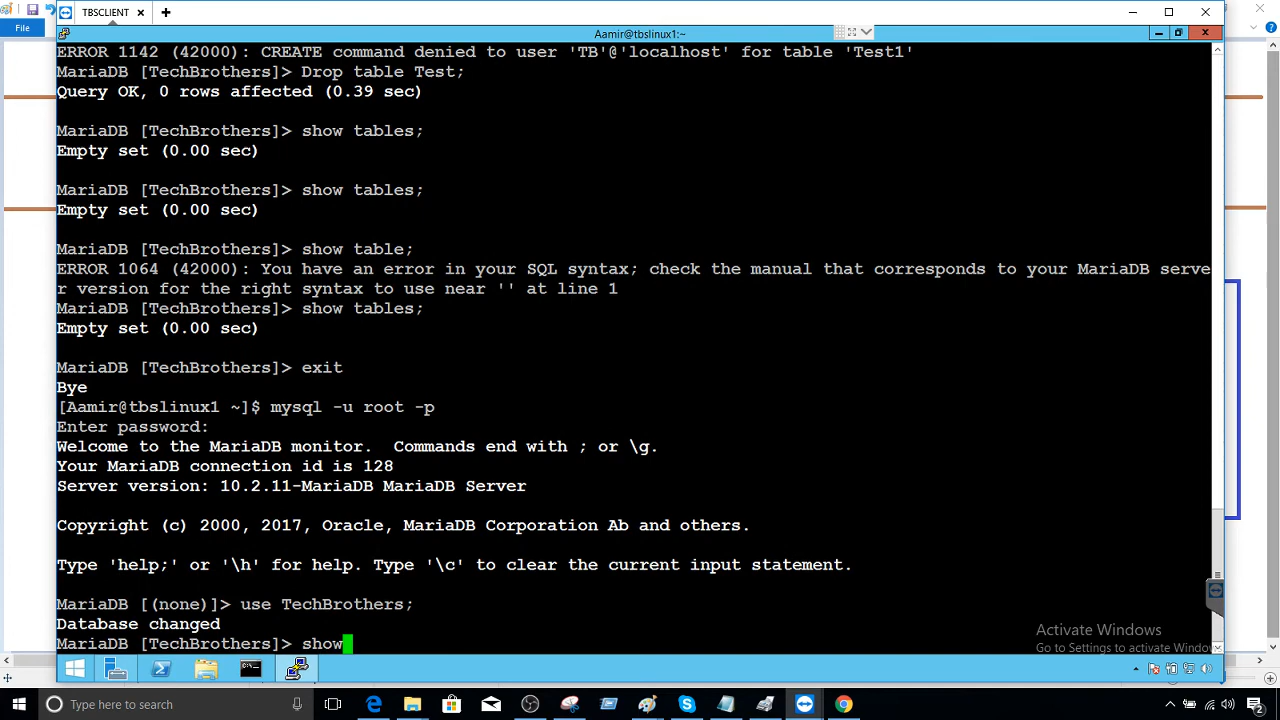 TBSCLIENT
File
Aamir@tbslinux1:~
ERROR 1142 (42000): CREATE command denied to user 'TB'@'localhost' for table 'Test1'
MariaDB [TechBrothers]> Drop table Test;
Query OK, 0 rows affected (0.39 sec)
MariaDB [TechBrothers]> show tables;
Empty set (0.00 sec)
MariaDB [TechBrothers]> show tables;
Empty set (0.00 sec)
MariaDB [TechBrothers]> show table;
ERROR 1064 (42000): You have an error in your SQL syntax; check the manual that corresponds to your MariaDB serve
r version for the right syntax to use near '' at line 1
MariaDB [TechBrothers]> show tables;
Empty set (0.00 sec)
MariaDB [TechBrothers]> exit
Bye
[Aamir@tbslinux1 ~]$ mysql -u root -p
Enter password:
Welcome to the MariaDB monitor.  Commands end with ; or \g.
Your MariaDB connection id is 128
Server version: 10.2.11-MariaDB MariaDB Server
Copyright (c) 2000, 2017, Oracle, MariaDB Corporation Ab and others.
Type 'help;' or '\h' for help. Type '\c' to clear the current input statement.
MariaDB [(none)]> use TechBrothers;
Database changed
MariaDB [TechBrothers]> show
Activate Windows
Go to Settings to activate Windo
Type here to search
2